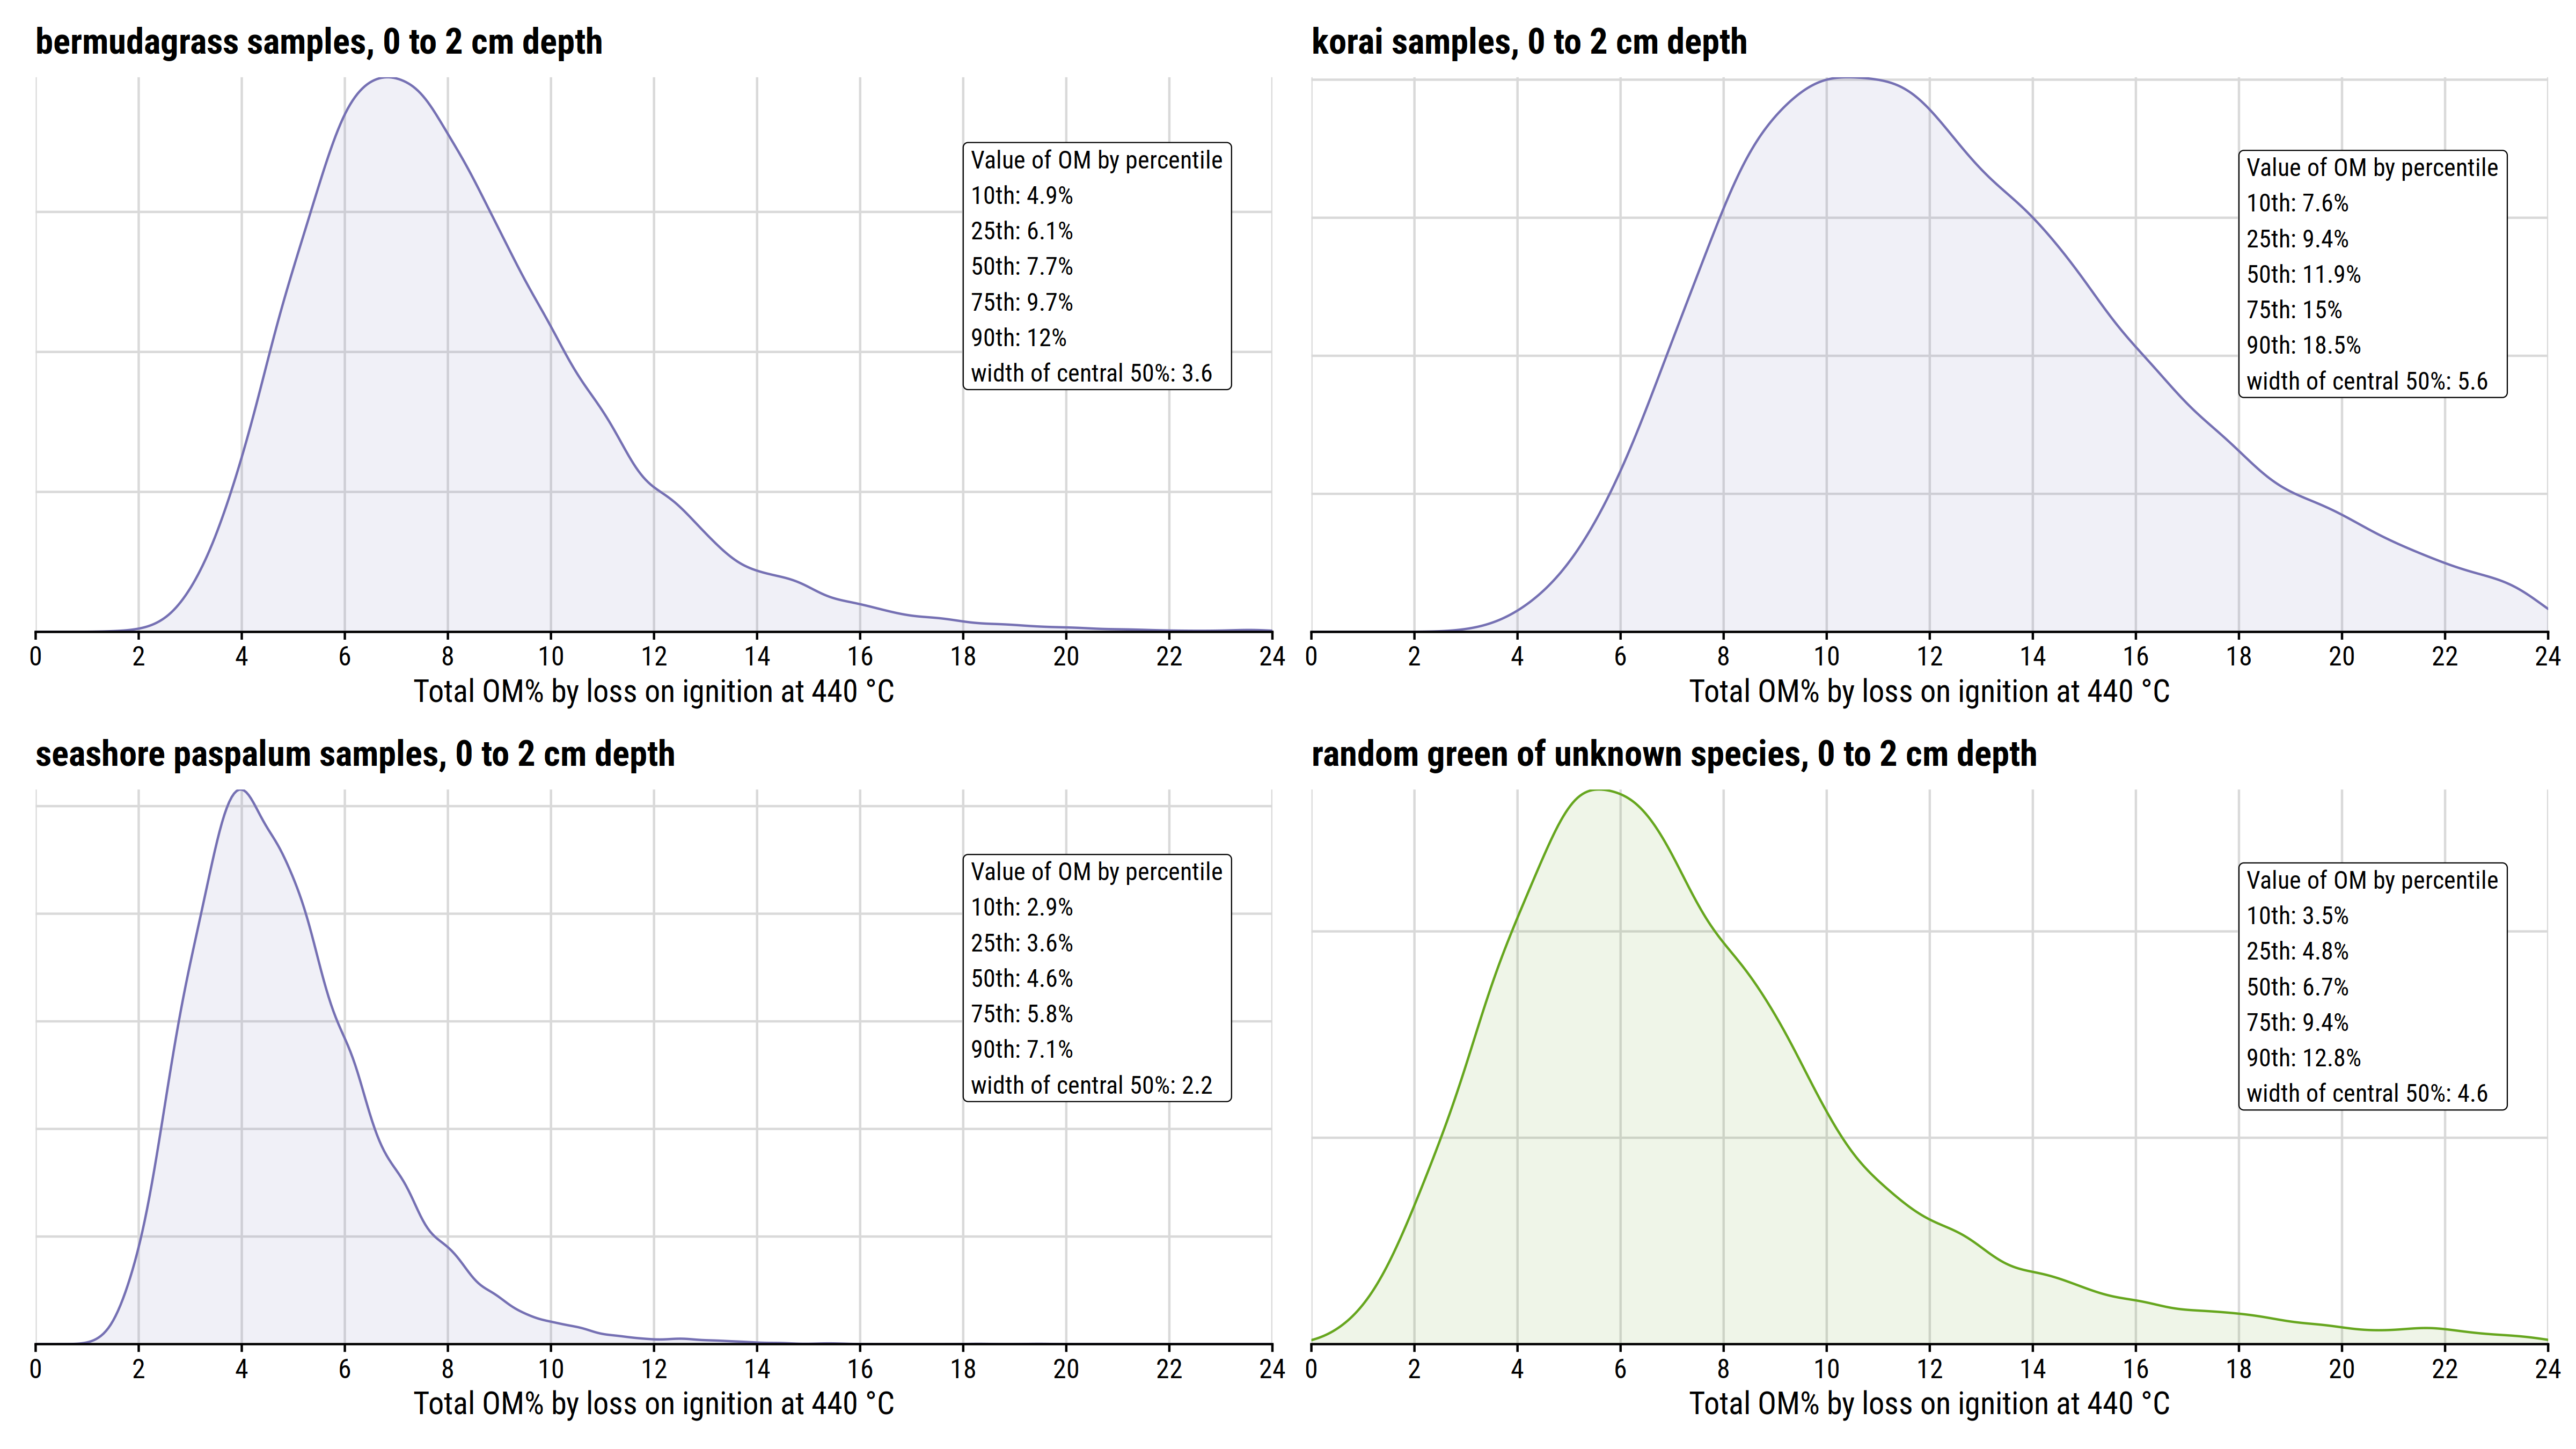 bermudagrass samples, 0 to 2 cm depth
Value of OM by percentile
10th: 4.9%
25th: 6.1%
50th: 7.7%
75th: 9.7%
90th: 12%
width of central 50%: 3.6
0 2 4 6 8 10 12 14 16 18 20 22 24
Total OM% by loss on ignition at 440 °C
korai samples, 0 to 2 cm depth
Value of OM by percentile
10th: 7.6%
25th: 9.4%
50th: 11.9%
75th: 15%
90th: 18.5%
width of central 50%: 5.6
0 2 4 6 8 10 12 14 16 18 20 22 24
Total OM% by loss on ignition at 440 °C
seashore paspalum samples, 0 to 2 cm depth
Value of OM by percentile
10th: 2.9%
25th: 3.6%
50th: 4.6%
75th: 5.8%
90th: 7.1%
width of central 50%: 2.2
0 2 4 6 8 10 12 14 16 18 20 22 24
Total OM% by loss on ignition at 440 °C
random green of unknown species, 0 to 2 cm depth
Value of OM by percentile
10th: 3.5%
25th: 4.8%
50th: 6.7%
75th: 9.4%
90th: 12.8%
width of central 50%: 4.6
0 2 4 6 8 10 12 14 16 18 20 22 24
Total OM% by loss on ignition at 440 °C